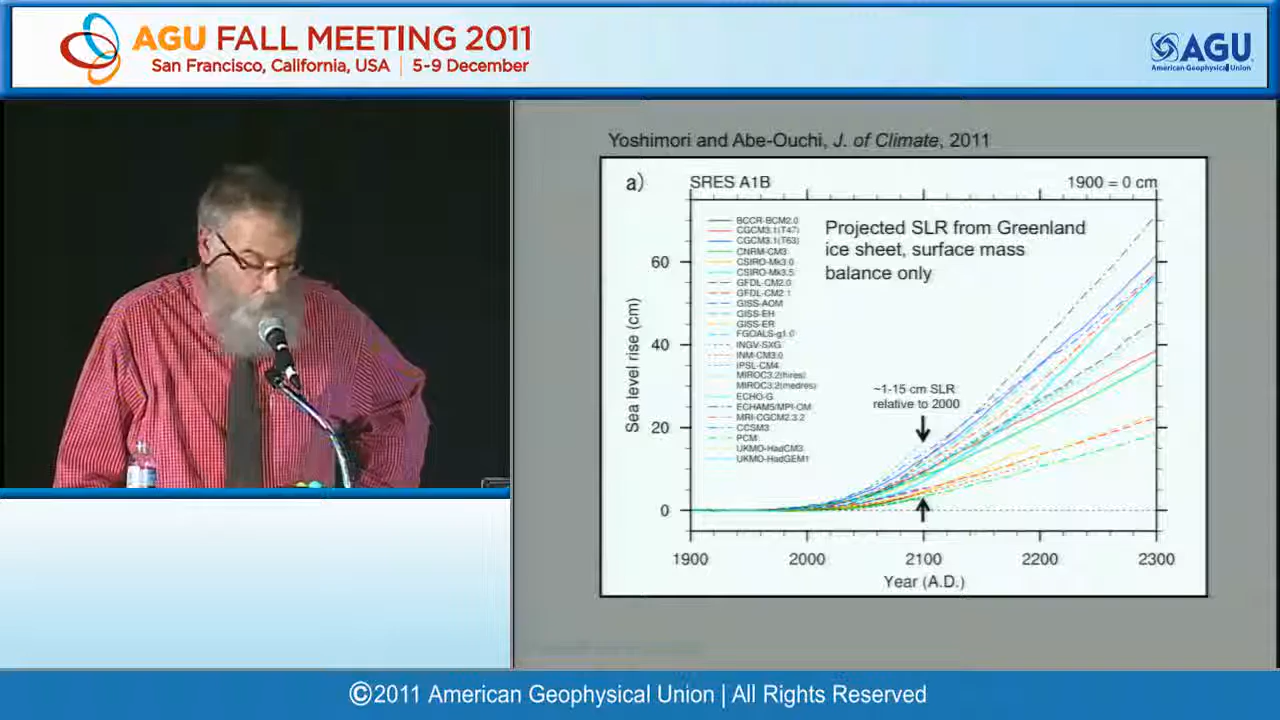 AGU FALL MEETING 2011
San Francisco, California, USA | 5-9 December
AGU
American Geophysical Union
Yoshimori and Abe-Ouchi, J. of Climate, 2011
a)
SRES A1B
1900 = 0 cm
Projected SLR from Greenland
ice sheet, surface mass
balance only
BCCR-BCM2.0
CGCM3.1(T47)
CGCM3.1(T63)
CNRM-CM3
CSIRO-Mk3.0
CSIRO-Mk3.5
GFDL-CM2.0
GFDL-CM2.1
GISS-AOM
GISS-EH
GISS-ER
FGOALS-g1.0
INGV-SXG
INM-CM3.0
IPSL-CM4
MIROC3.2(hires)
MIROC3.2(medres)
ECHO-G
ECHAM5/MPI-OM
MRI-CGCM2.3.2
CCSM3
PCM
UKMO-HadCM3
UKMO-HadGEM1
~1-15 cm SLR
relative to 2000
Sea level rise (cm)
60
40
20
0
1900 2000 2100 2200 2300
Year (A.D.)
©2011 American Geophysical Union | All Rights Reserved